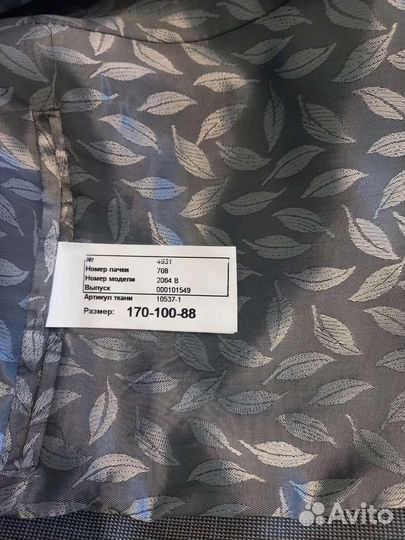 № 4931
Номер пачки 708
Номер модели 2064 В
Выпуск 000101549
Артикул ткани 10537-1
Размер: 170-100-88
Avito